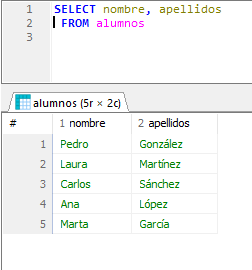 1 SELECT nombre, apellidos
2 FROM alumnos
3
alumnos (5r × 2c)
# 1 nombre 2 apellidos
1 Pedro González
2 Laura Martínez
3 Carlos Sánchez
4 Ana López
5 Marta García